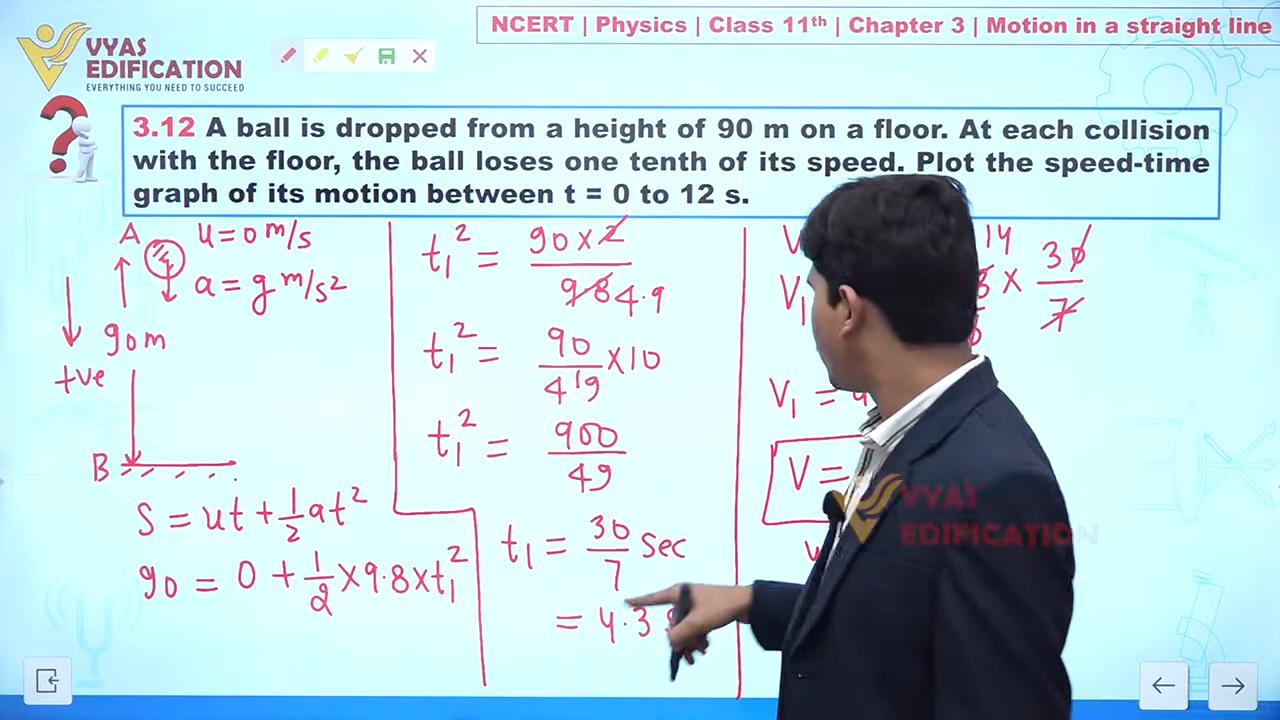 NCERT | Physics | Class 11th | Chapter 3 | Motion in a straight line
VYAS
EDIFICATION
EVERYTHING YOU NEED TO SUCCEED
3.12 A ball is dropped from a height of 90 m on a floor. At each collision
with the floor, the ball loses one tenth of its speed. Plot the speed-time
graph of its motion between t = 0 to 12 s.
A
u = 0 m/s
a = g m/s²
90 m
+ve
B
S = ut + 1/2 at²
90 = 0 + 1/2 × 9.8 × t₁²
t₁² = 90 × 2 / 9.8 4.9
t₁² = 90/49 × 10
t₁² = 900/49
t₁ = 30/7 sec
= 4.3 s
V
V₁
14
× 30/7
V₁ =
V =
VYAS
EDIFICATION